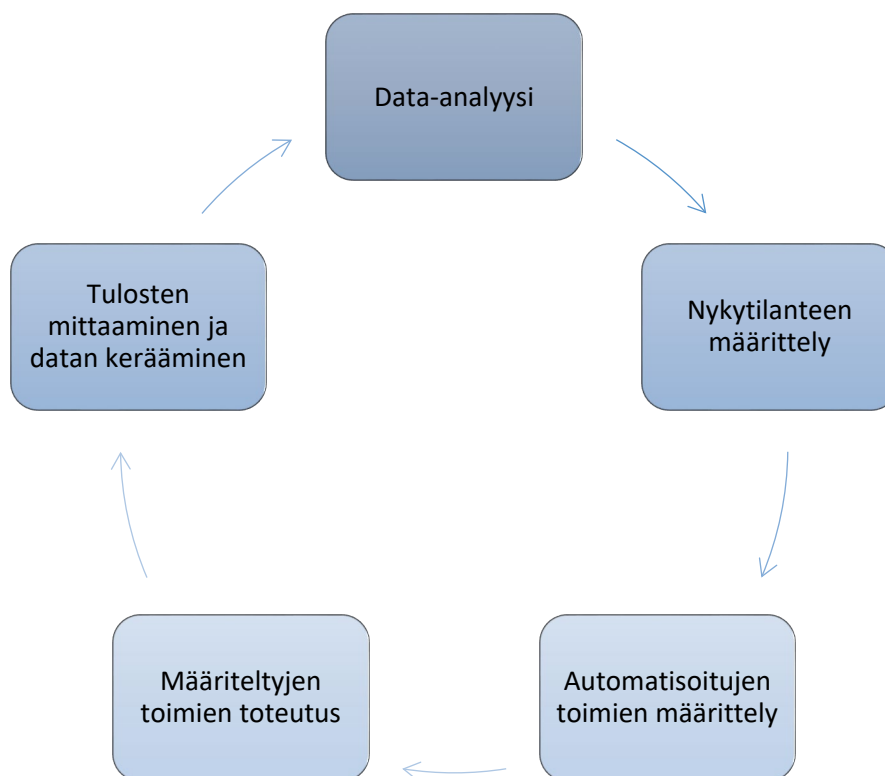 Data-analyysi
Nykytilanteen
määrittely
Automatisoitujen
toimien määrittely
Määriteltyjen
toimien toteutus
Tulosten
mittaaminen ja
datan kerääminen